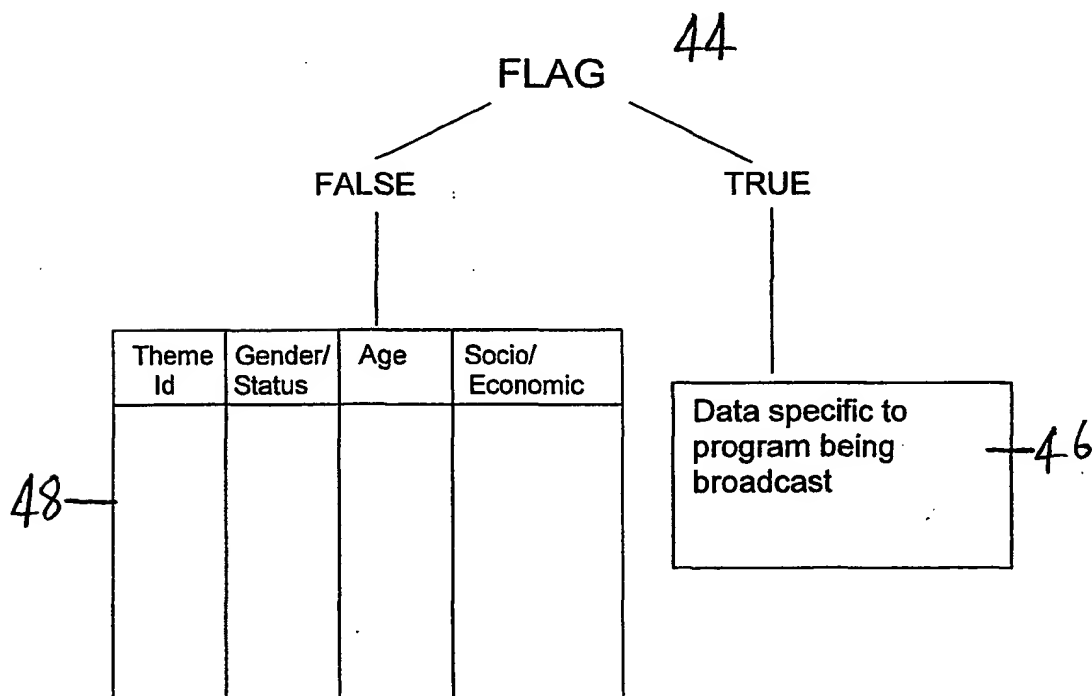 44
FLAG
FALSE
TRUE
Theme Id
Gender/ Status
Age
Socio/ Economic
Data specific to
program being
broadcast
46
48